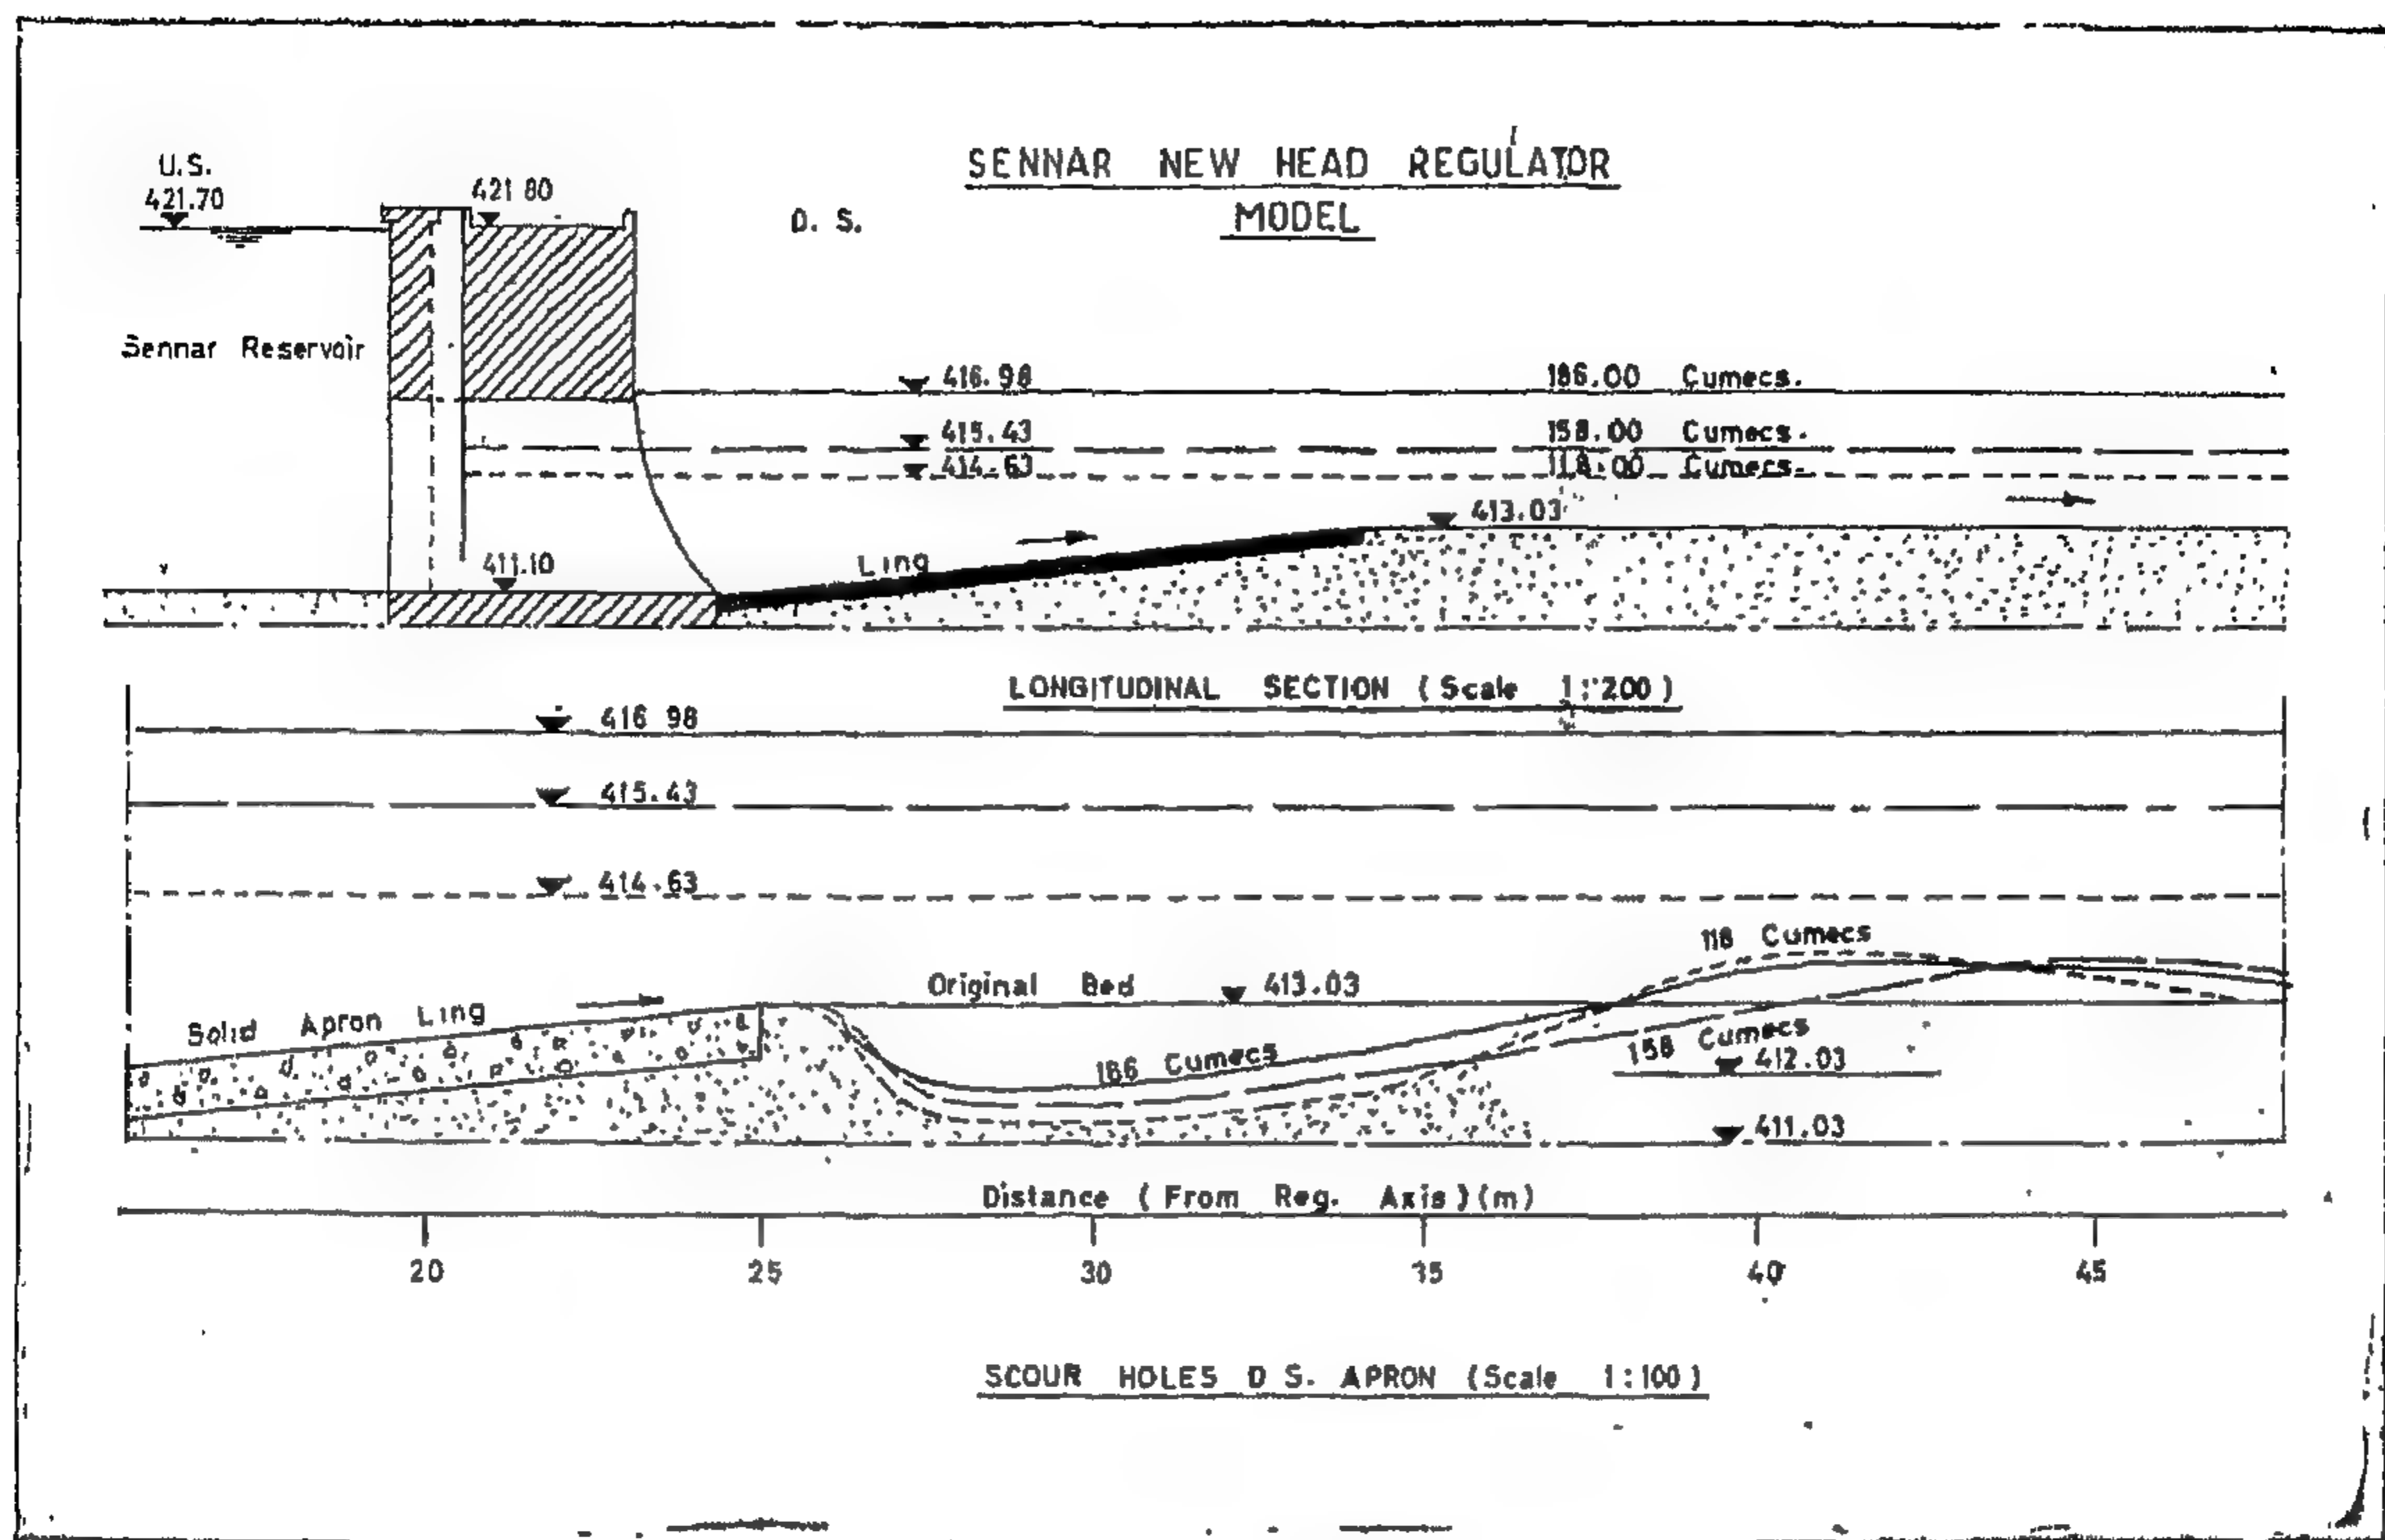 SENNAR NEW HEAD REGULATOR
MODEL
U.S.
421.70
421 80
D. S.
Sennar Reservoir
416.98
186.00 Cumecs.
415.43
158.00 Cumecs.
414.63
118.00 Cumecs.
413.03
411.10
Ling
LONGITUDINAL SECTION (Scale 1:200)
416 98
415.43
414.63
118 Cumecs
Original Bed
413.03
Solid Apron Ling
186 Cumecs
158 Cumecs
412.03
411.03
Distance (From Reg. Axis)(m)
20 25 30 35 40 45
SCOUR HOLES D S. APRON (Scale 1:100)